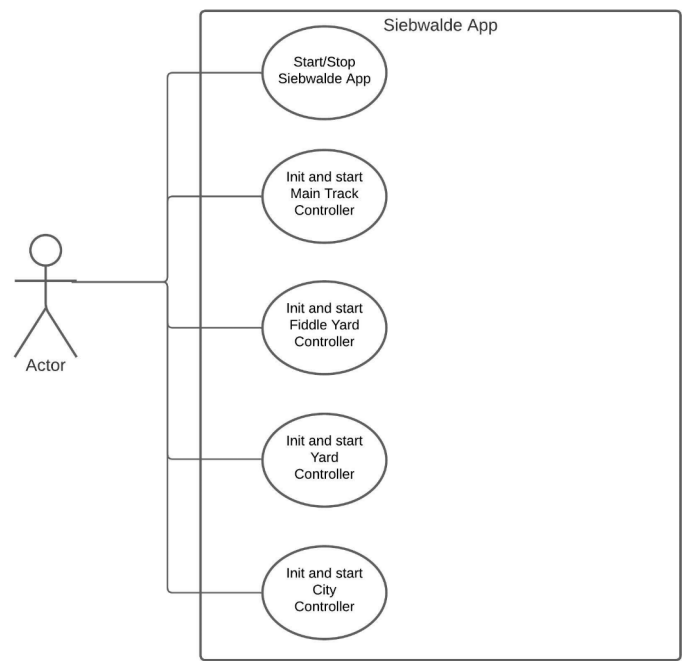 Siebwalde App
Start/Stop
Siebwalde App
Init and start
Main Track
Controller
Init and start
Fiddle Yard
Controller
Actor
Init and start
Yard
Controller
Init and start
City
Controller